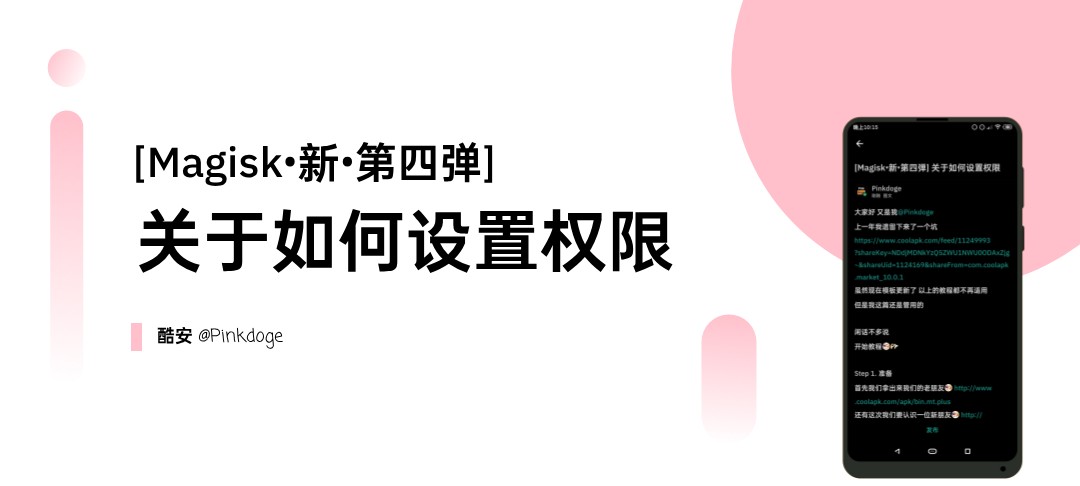 [Magisk•新•第四弹]
关于如何设置权限
酷安 @Pinkdoge
晚上10:15
[Magisk•新•第四弹] 关于如何设置权限
Pinkdoge
大家好 又是我@Pinkdoge
上一年我遗留下来了一个坑
https://www.coolapk.com/feed/11249993
?shareKey=NDdjMDNkYzQ5ZWU1NWU0ODAxZjg
~&shareUid=1124169&shareFrom=com.coolapk
.market_10.0.1
虽然现在模板更新了 以上的教程都不再适用
但是我这篇还是管用的
闲话不多说
开始教程
Step 1. 准备
首先我们拿出来我们的老朋友 http://www
.coolapk.com/apk/bin.mt.plus
还有这次我们要认识一位新朋友 http://
发布